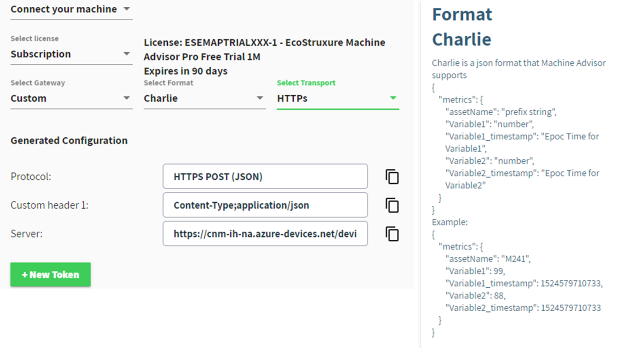 Connect your machine
Select license
Subscription
License: ESEMAPTRIALXXX-1 - EcoStruxure Machine
Advisor Pro Free Trial 1M
Expires in 90 days
Select Gateway
Custom
Select Format
Charlie
Select Transport
HTTPs
Generated Configuration
Protocol:
HTTPS POST (JSON)
Custom header 1:
Content-Type;application/json
Server:
https://cnm-ih-na.azure-devices.net/devi
+ New Token
Format
Charlie
Charlie is a json format that Machine Advisor
supports
{
"metrics": {
"assetName": "prefix string",
"Variable1": "number",
"Variable1_timestamp": "Epoc Time for
Variable1",
"Variable2": "number",
"Variable2_timestamp": "Epoc Time for
Variable2"
}
}
Example:
{
"metrics": {
"assetName": "M241",
"Variable1": 99,
"Variable1_timestamp": 1524579710733,
"Variable2": 88,
"Variable2_timestamp": 1524579710733
}
}